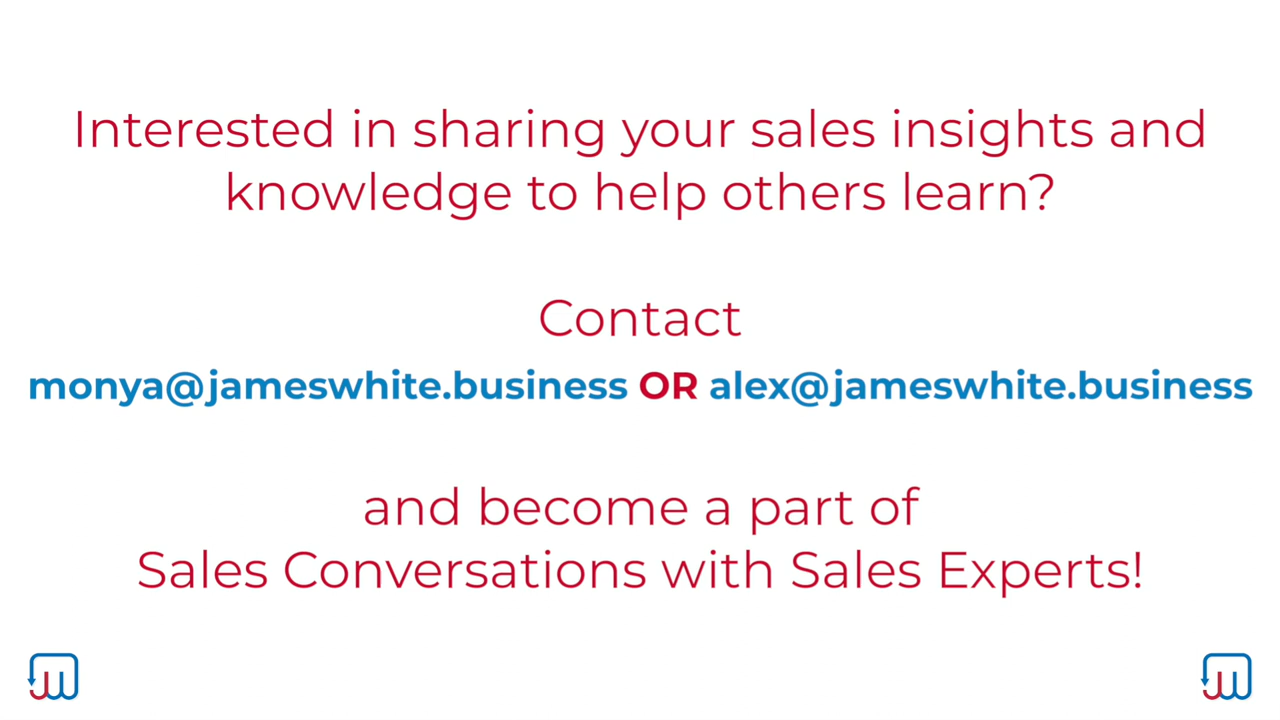 Interested in sharing your sales insights and
knowledge to help others learn?
Contact
monya@jameswhite.business OR alex@jameswhite.business
and become a part of
Sales Conversations with Sales Experts!